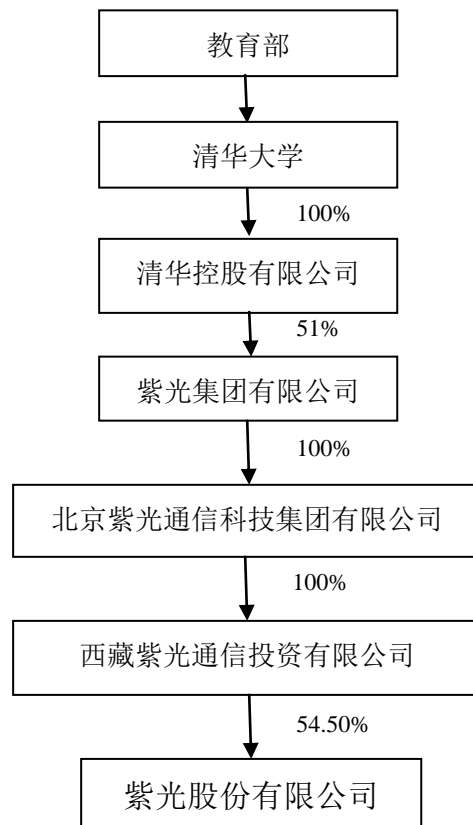 教育部
清华大学
100%
清华控股有限公司
51%
紫光集团有限公司
100%
北京紫光通信科技集团有限公司
100%
西藏紫光通信投资有限公司
54.50%
紫光股份有限公司